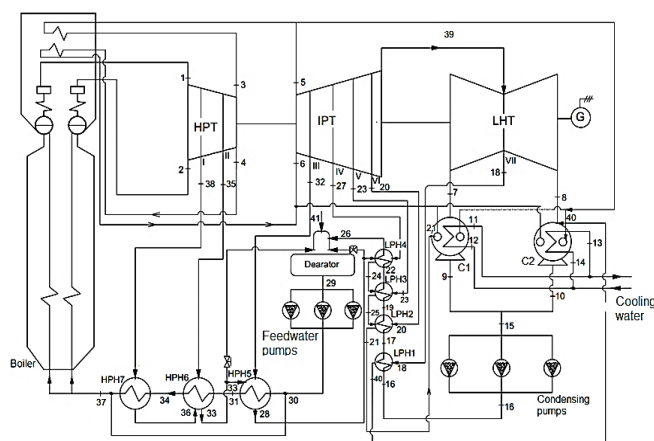 39
1
3
5
HPT
IPT
LHT
G
2
I
II
4
6
III
IV
V
VI
VII
38
35
32
27
23
20
18
7
8
41
26
LPH4
2
11
40
12
13
C1
C2
14
Dearator
24
22
LPH3
9
10
Cooling
water
29
23
25
19
LPH2
20
15
Feedwater
pumps
21
17
LPH1
Boiler
HPH7
HPH6
HPH5
33
40
18
16
Condensing
pumps
37
34
36
33
31
28
30
16